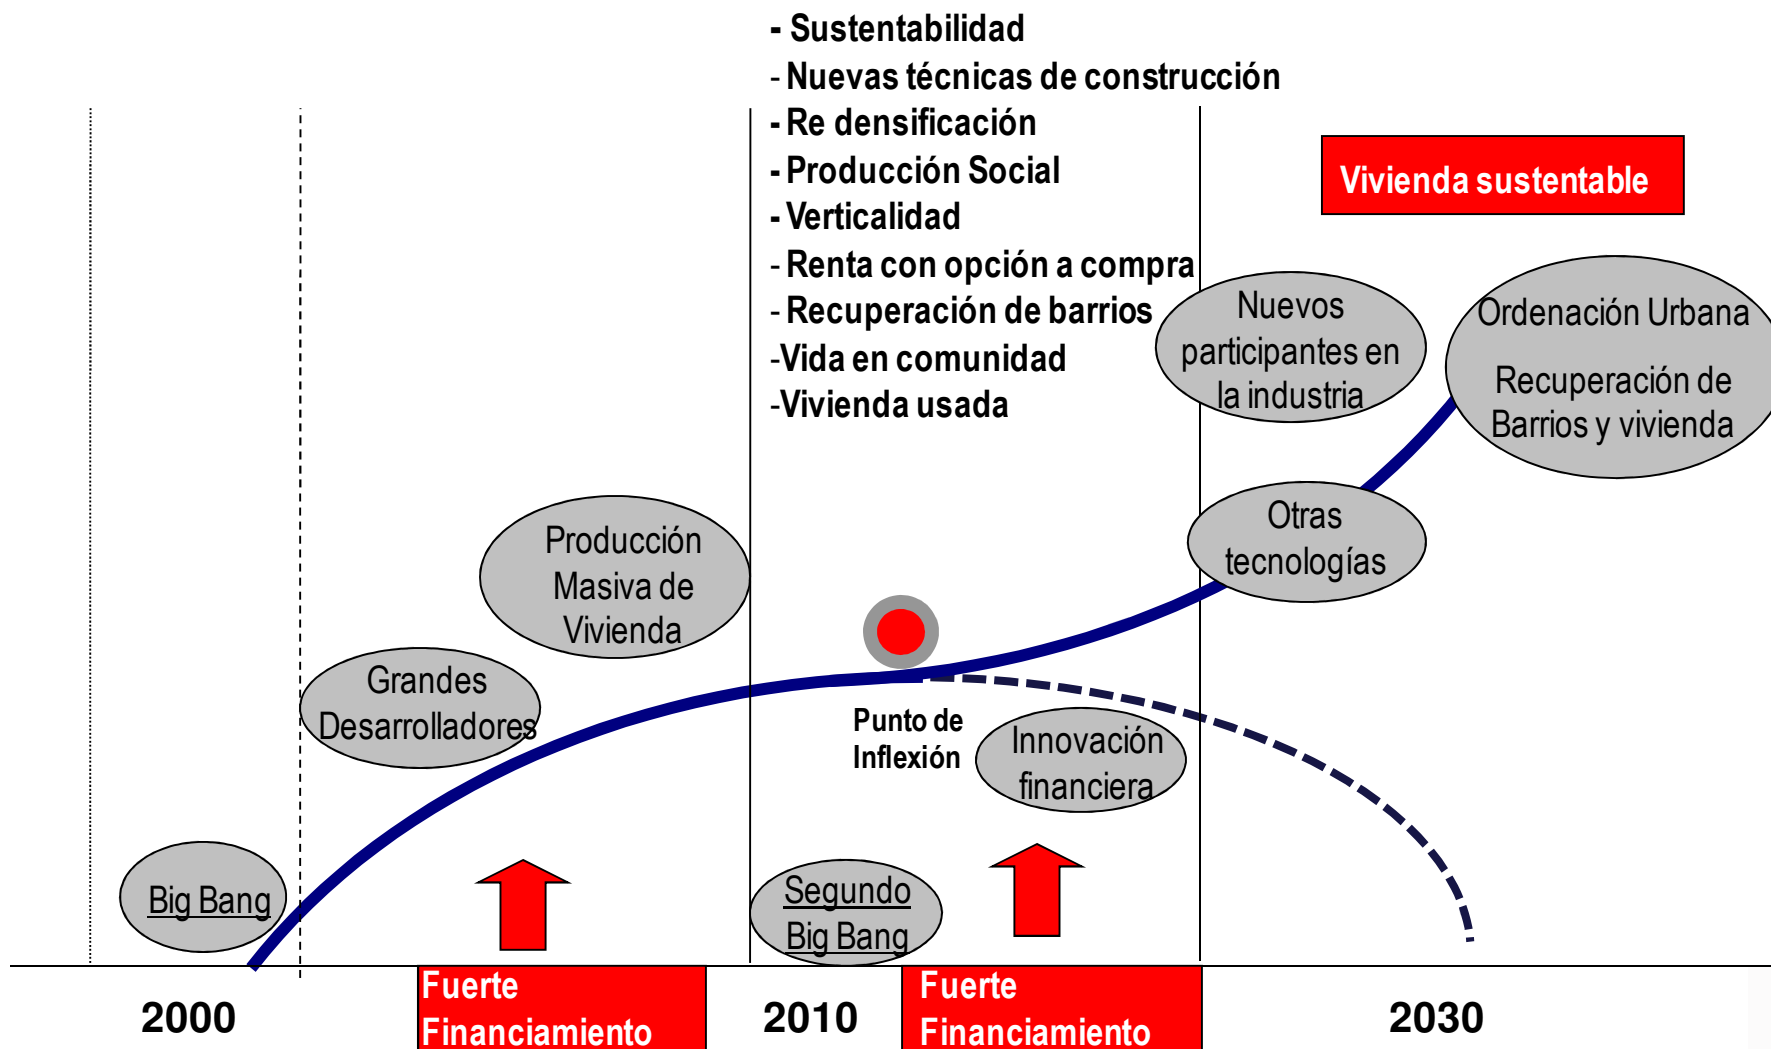 - Sustentabilidad
- Nuevas técnicas de construcción
- Re densificación
- Producción Social
- Verticalidad
- Renta con opción a compra
- Recuperación de barrios
-Vida en comunidad
-Vivienda usada
Vivienda sustentable
Nuevos
participantes en
la industria
Ordenación Urbana
Recuperación de
Barrios y vivienda
Otras
tecnologías
Producción
Masiva de
Vivienda
Grandes
Desarrolladores
Punto de
Inflexión
Innovación
financiera
Big Bang
Segundo
Big Bang
2000
Fuerte
Financiamiento
2010
Fuerte
Financiamiento
2030